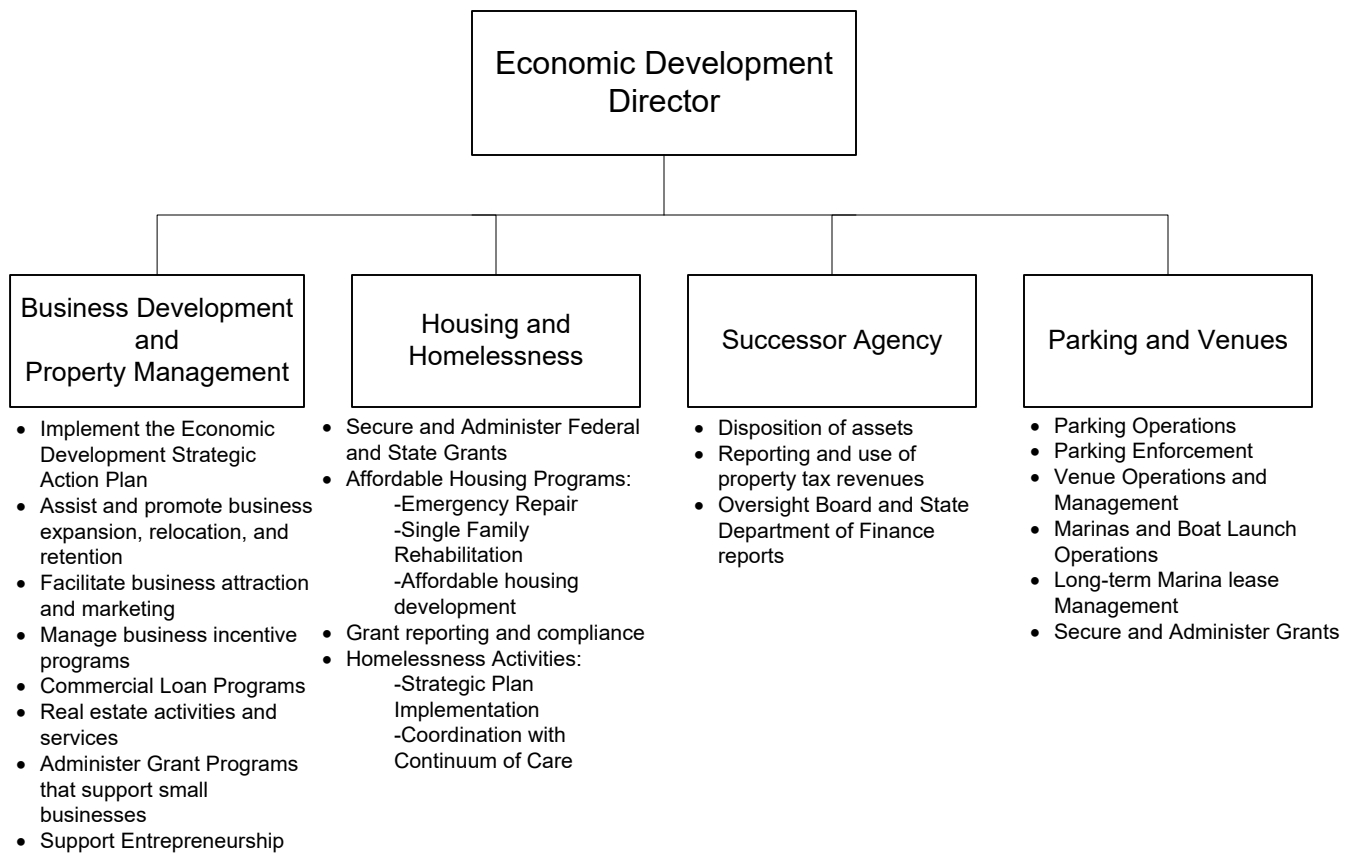 Economic Development
Director
Business Development
and
Property Management
• Implement the Economic
Development Strategic
Action Plan
• Assist and promote business
expansion, relocation, and
retention
• Facilitate business attraction
and marketing
• Manage business incentive
programs
• Commercial Loan Programs
• Real estate activities and
services
• Administer Grant Programs
that support small
businesses
• Support Entrepreneurship
Housing and
Homelessness
• Secure and Administer Federal
and State Grants
• Affordable Housing Programs:
-Emergency Repair
-Single Family
Rehabilitation
-Affordable housing
development
• Grant reporting and compliance
• Homelessness Activities:
-Strategic Plan
Implementation
-Coordination with
Continuum of Care
Successor Agency
• Disposition of assets
• Reporting and use of
property tax revenues
• Oversight Board and State
Department of Finance
reports
Parking and Venues
• Parking Operations
• Parking Enforcement
• Venue Operations and
Management
• Marinas and Boat Launch
Operations
• Long-term Marina lease
Management
• Secure and Administer Grants